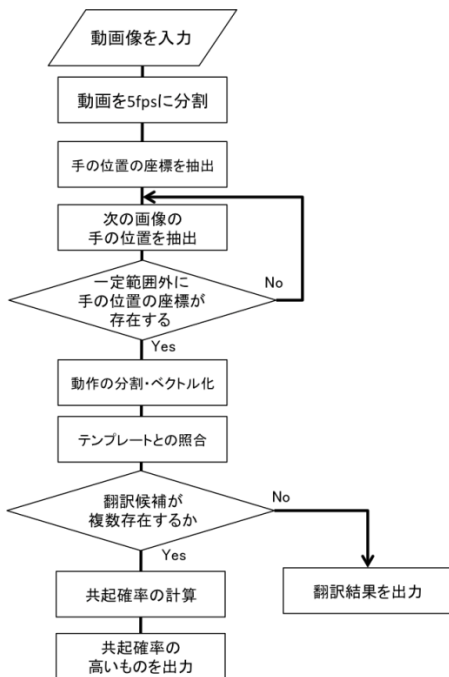 動画像を入力
動画を5fpsに分割
手の位置の座標を抽出
次の画像の
手の位置を抽出
一定範囲外に
手の位置の座標が
存在する
No
Yes
動作の分割・ベクトル化
テンプレートとの照合
翻訳候補が
複数存在するか
No
Yes
共起確率の計算
翻訳結果を出力
共起確率の
高いものを出力